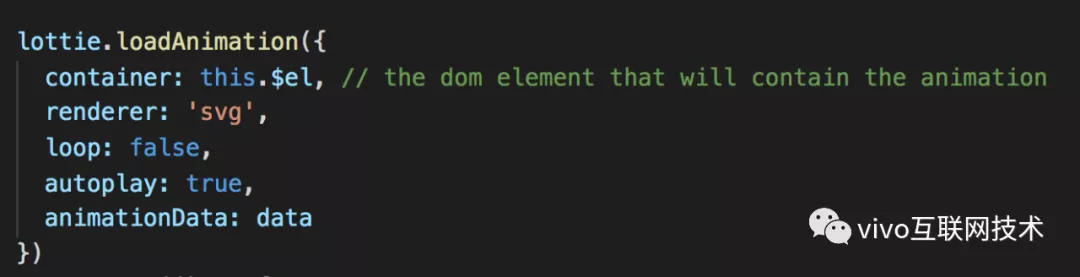 lottie.loadAnimation({
container: this.$el, // the dom element that will contain the animation
renderer: 'svg',
loop: false,
autoplay: true,
animationData: data
vivo互联网技术
})